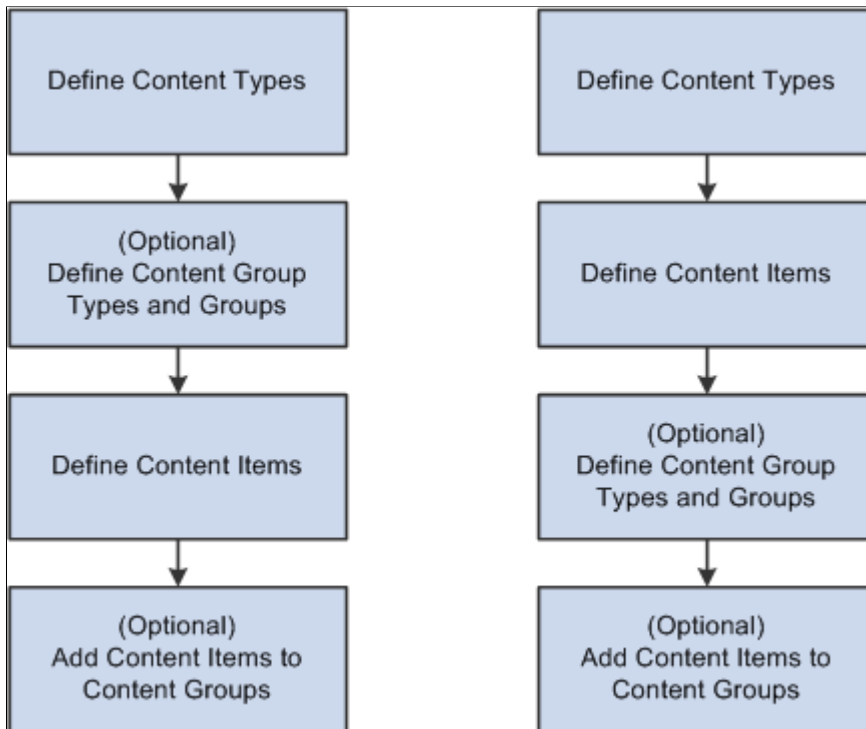 Define Content Types
(Optional)
Define Content Group
Types and Groups
Define Content Items
(Optional)
Add Content Items to
Content Groups
Define Content Types
Define Content Items
(Optional)
Define Content Group
Types and Groups
(Optional)
Add Content Items to
Content Groups